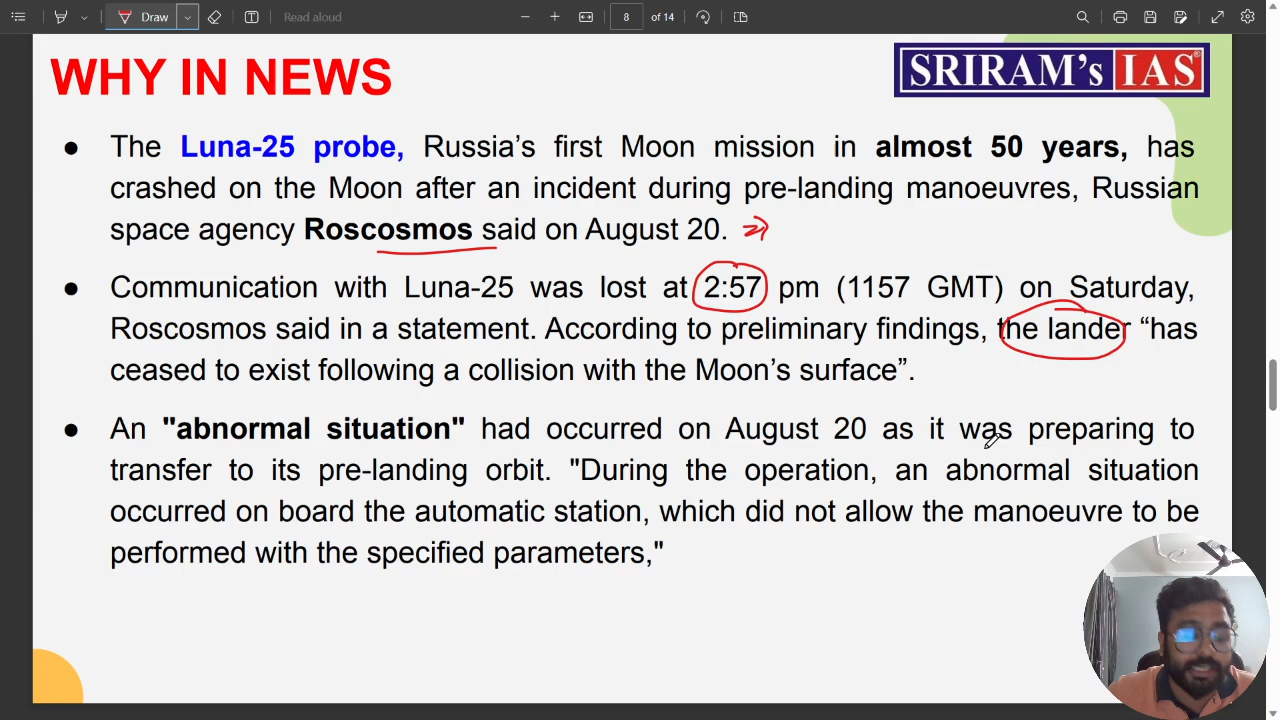 Draw
Read aloud
8 of 14
WHY IN NEWS
SRIRAM's IAS
The Luna-25 probe, Russia’s first Moon mission in almost 50 years, has
crashed on the Moon after an incident during pre-landing manoeuvres, Russian
space agency Roscosmos said on August 20.
Communication with Luna-25 was lost at 2:57 pm (1157 GMT) on Saturday,
Roscosmos said in a statement. According to preliminary findings, the lander “has
ceased to exist following a collision with the Moon’s surface”.
An "abnormal situation" had occurred on August 20 as it was preparing to
transfer to its pre-landing orbit. "During the operation, an abnormal situation
occurred on board the automatic station, which did not allow the manoeuvre to be
performed with the specified parameters,"